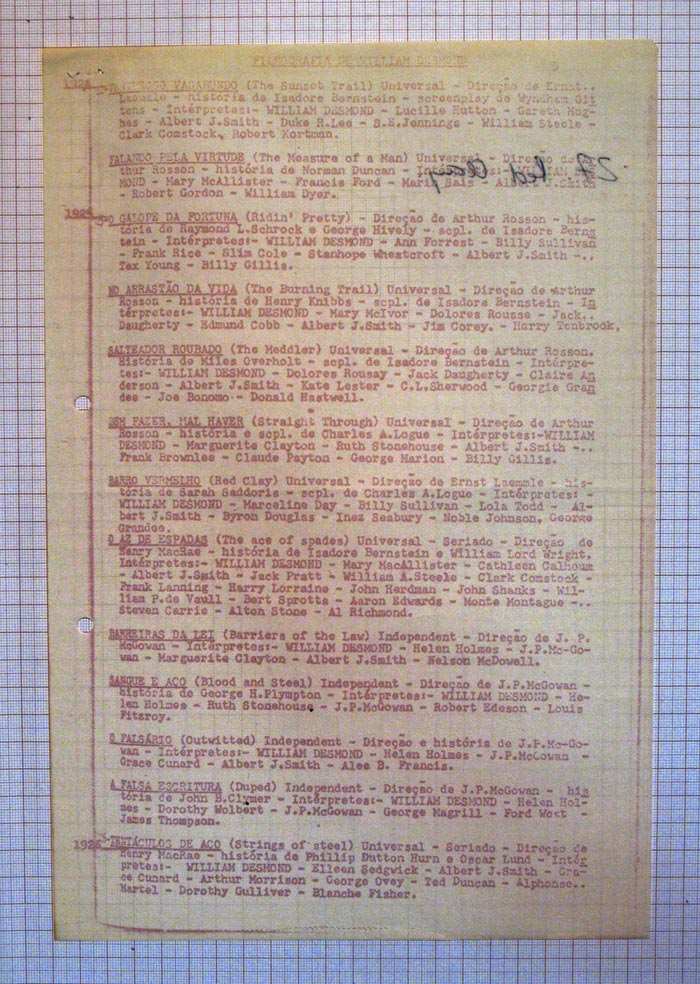 FILMOGRAFIA DE WILLIAM DESMOND
1924
VAGABUNDO (The Sunset Trail) Universal - Direção de Ernst..
Laemmle - história de Isadore Bernstein - screenplay de Wyndham Git
tens - Intérpretes: WILLIAM DESMOND - Lucille Hutton - Gareth Hug-
hes - Albert J.Smith - Duke R.Lee - S.E.Jennings - William Steele -
Clark Comstock, Robert Kortman.
FALANDO PELA VIRTUDE (The Measure of a Man) Universal - Direção de Ar
thur Rosson - história de Norman Duncan - Intérpretes: WILLIAM DES
MOND - Mary McAllister - Francis Ford - Marin Sais - Albert J.Smith
- Robert Gordon - William Dyer.
27 Red Clay
1925
O GALOPE DA FORTUNA (Ridin' Pretty) - Direção de Arthur Rosson - his-
tória de Raymond L.Schrock e George Hively - scpl. de Isadore Berns
tein - Intérpretes:- WILLIAM DESMOND - Ann Forrest - Billy Sullivan
- Frank Rice - Slim Cole - Stanhope Wheatcroft - Albert J.Smith -..
Tex Young - Billy Gillis.
NO ARRASTÃO DA VIDA (The Burning Trail) Universal - Direção de Arthur
Rosson - história de Henry Knibbs - scpl. de Isadora Bernstein - In
térpretes:- WILLIAM DESMOND - Mary McIvor - Dolores Rousse - Jack..
Daugherty - Edmund Cobb - Albert J.Smith - Jim Corey. - Harry Tenbrook,
SALTEADOR ROUBADO (The Meddler) Universal - Direção de Arthur Rosson.
História de Miles Overholt - scpl. de Isadore Bernstein - Intérpre-
tes:- WILLIAM DESMOND - Dolores Rousay - Jack Daugherty - Claire An
derson - Albert J.Smith - Kate Lester - C.L.Sherwood - Georgie Gran
des - Joe Bonomo - Donald Hastwell.
BEM FAZER, MAL HAVER (Straight Through) Universal - Direção de Arthur
Rosson - história e scpl. de Charles A.Logue - Intérpretes:-WILLIAM
DESMOND - Marguerite Clayton - Ruth Stonehouse - Albert J.Smith -..
Frank Brownlee - Claude Payton - George Marion - Billy Gillis.
BARRO VERMELHO (Red Clay) Universal - Direção de Ernst Laemmle - his-
tória de Sarah Saddoris - scpl. de Charles A.Logue - Intérpretes: -
WILLIAM DESMOND - Marceline Day - Billy Sullivan - Lola Todd - Al-
bert J.Smith - Byron Douglas - Inez Seabury - Noble Johnson, George
Grandee.
O AZ DE ESPADAS (The ace of spades) Universal - Seriado - Direção de
Henry MacRae - história de Isadore Bernstein e William Lord Wright.
Intérpretes:- WILLIAM DESMOND - Mary MacAllister - Cathleen Calhoum
- Albert J.Smith - Jack Pratt - William A.Steele - Clark Comstock -
Frank Lanning - Harry Lorraine - John Herdman - John Shanks - Wil-
liam P.de Vaull - Bert Sprotts - Aaron Edwards - Monte Montague -..
Steven Carrie - Alton Stone - Al Richmond.
BARREIRAS DA LEI (Barriers of the Law) Independent - Direção de J. P.
McGowan - Intérpretes:- WILLIAM DESMOND - Helen Holmes - J.P.Mc-Go-
wan - Marguerite Clayton - Albert J.Smith - Nelson McDowell.
SANGUE E AÇO (Blood and Steel) Independent - Direção de J.P.McGowan -
história de George H.Plympton - Intérpretes:- WILLIAM DESMOND - He-
len Holmes - Ruth Stonehouse - J.P.McGowan - Robert Edeson - Louis
Fitzroy.
O FALSÁRIO (Outwitted) Independent - Direção e história de J.P.Mc-Go-
wan - Intérpretes:- WILLIAM DESMOND - Helen Holmes - J.P.McGowan -
Grace Cunard - Albert J.Smith - Alec B. Francis.
A FALSA ESCRITURA (Duped) Independent - Direção de J.P.McGowan - his
tória de John B.Clymer - Intérpretes:- WILLIAM DESMOND - Helen Hol-
mes - Dorothy Wolbert - J.P.McGowan - George Magrill - Ford West -
James Thompson.
1926
TENTÁCULOS DE AÇO (Strings of steel) Universal - Seriado - Direção de
Henry MacRae - história de Phillip Dutton Hurn e Oscar Lund - Intér
pretes:- WILLIAM DESMOND - Elleen Sedgwick - Albert J.Smith - Gra-
ce Cunard - Arthur Morrison - George Ovey - Ted Duncan - Alphonse..
Martel - Dorothy Gulliver - Blanche Fisher.